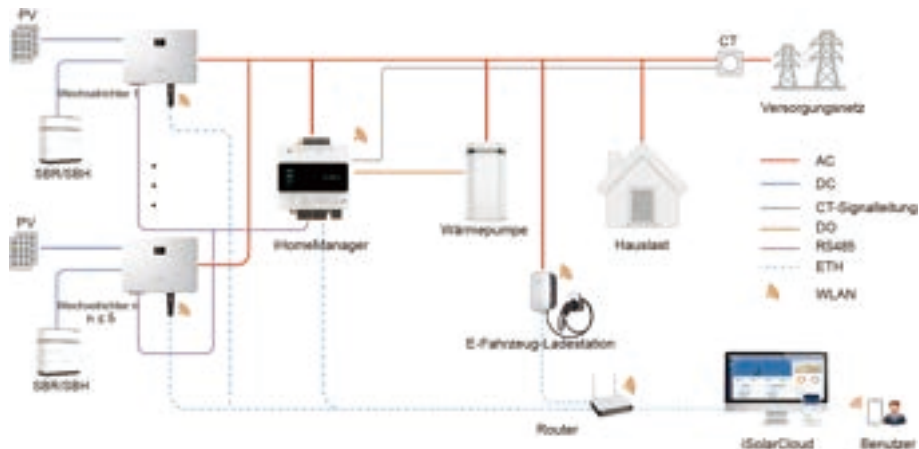 PV
Wechselrichter 1
SBR/SBH
PV
Wechselrichter n
n ≤ 5
SBR/SBH
iHomeManager
Wärmepumpe
Hauslast
CT
Versorgungsnetz
AC
DC
CT-Signalleitung
DO
RS485
ETH
WLAN
E-Fahrzeug-Ladestation
Router
iSolarCloud
Benutzer